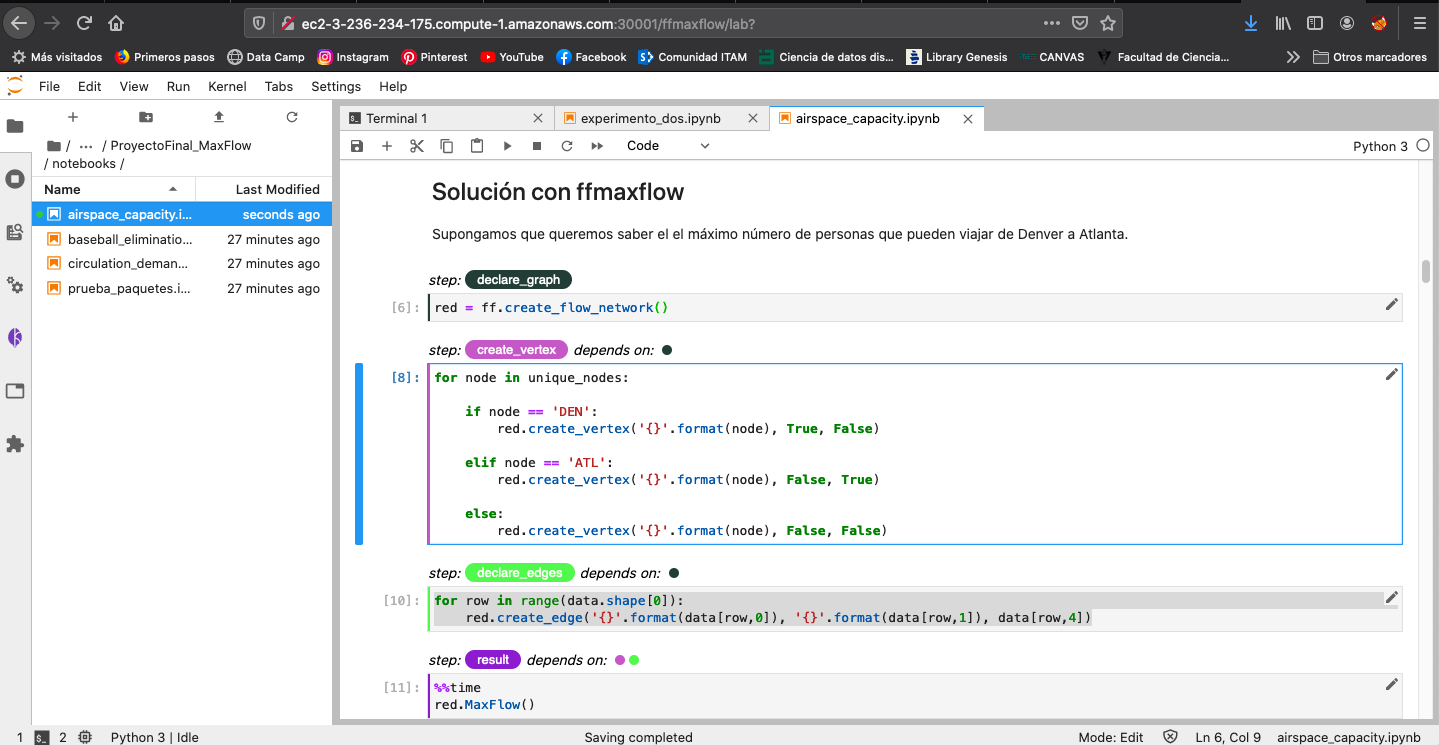 ec2-3-236-234-175.compute-1.amazonaws.com:30001/ffmaxflow/lab?
Más visitados
Primeros pasos
Data Camp
Instagram
Pinterest
YouTube
Facebook
Comunidad ITAM
Ciencia de datos dis...
Library Genesis
CANVAS
Facultad de Ciencia...
Otros marcadores
File Edit View Run Kernel Tabs Settings Help
Terminal 1
experimento_dos.ipynb
airspace_capacity.ipynb
/ ... / ProyectoFinal_MaxFlow
/ notebooks /
Code
Python 3
Name Last Modified
airspace_capacity.i... seconds ago
baseball_eliminatio... 27 minutes ago
circulation_deman... 27 minutes ago
prueba_paquetes.i... 27 minutes ago
Solución con ffmaxflow
Supongamos que queremos saber el el máximo número de personas que pueden viajar de Denver a Atlanta.
step: declare_graph
[6]: red = ff.create_flow_network()
step: create_vertex depends on:
[8]: for node in unique_nodes:
if node == 'DEN':
red.create_vertex('{}'.format(node), True, False)
elif node == 'ATL':
red.create_vertex('{}'.format(node), False, True)
else:
red.create_vertex('{}'.format(node), False, False)
step: declare_edges depends on:
[10]: for row in range(data.shape[0]):
red.create_edge('{}'.format(data[row,0]), '{}'.format(data[row,1]), data[row,4])
step: result depends on:
[11]: %%time
red.MaxFlow()
1 2 Python 3 | Idle Saving completed Mode: Edit Ln 6, Col 9 airspace_capacity.ipynb